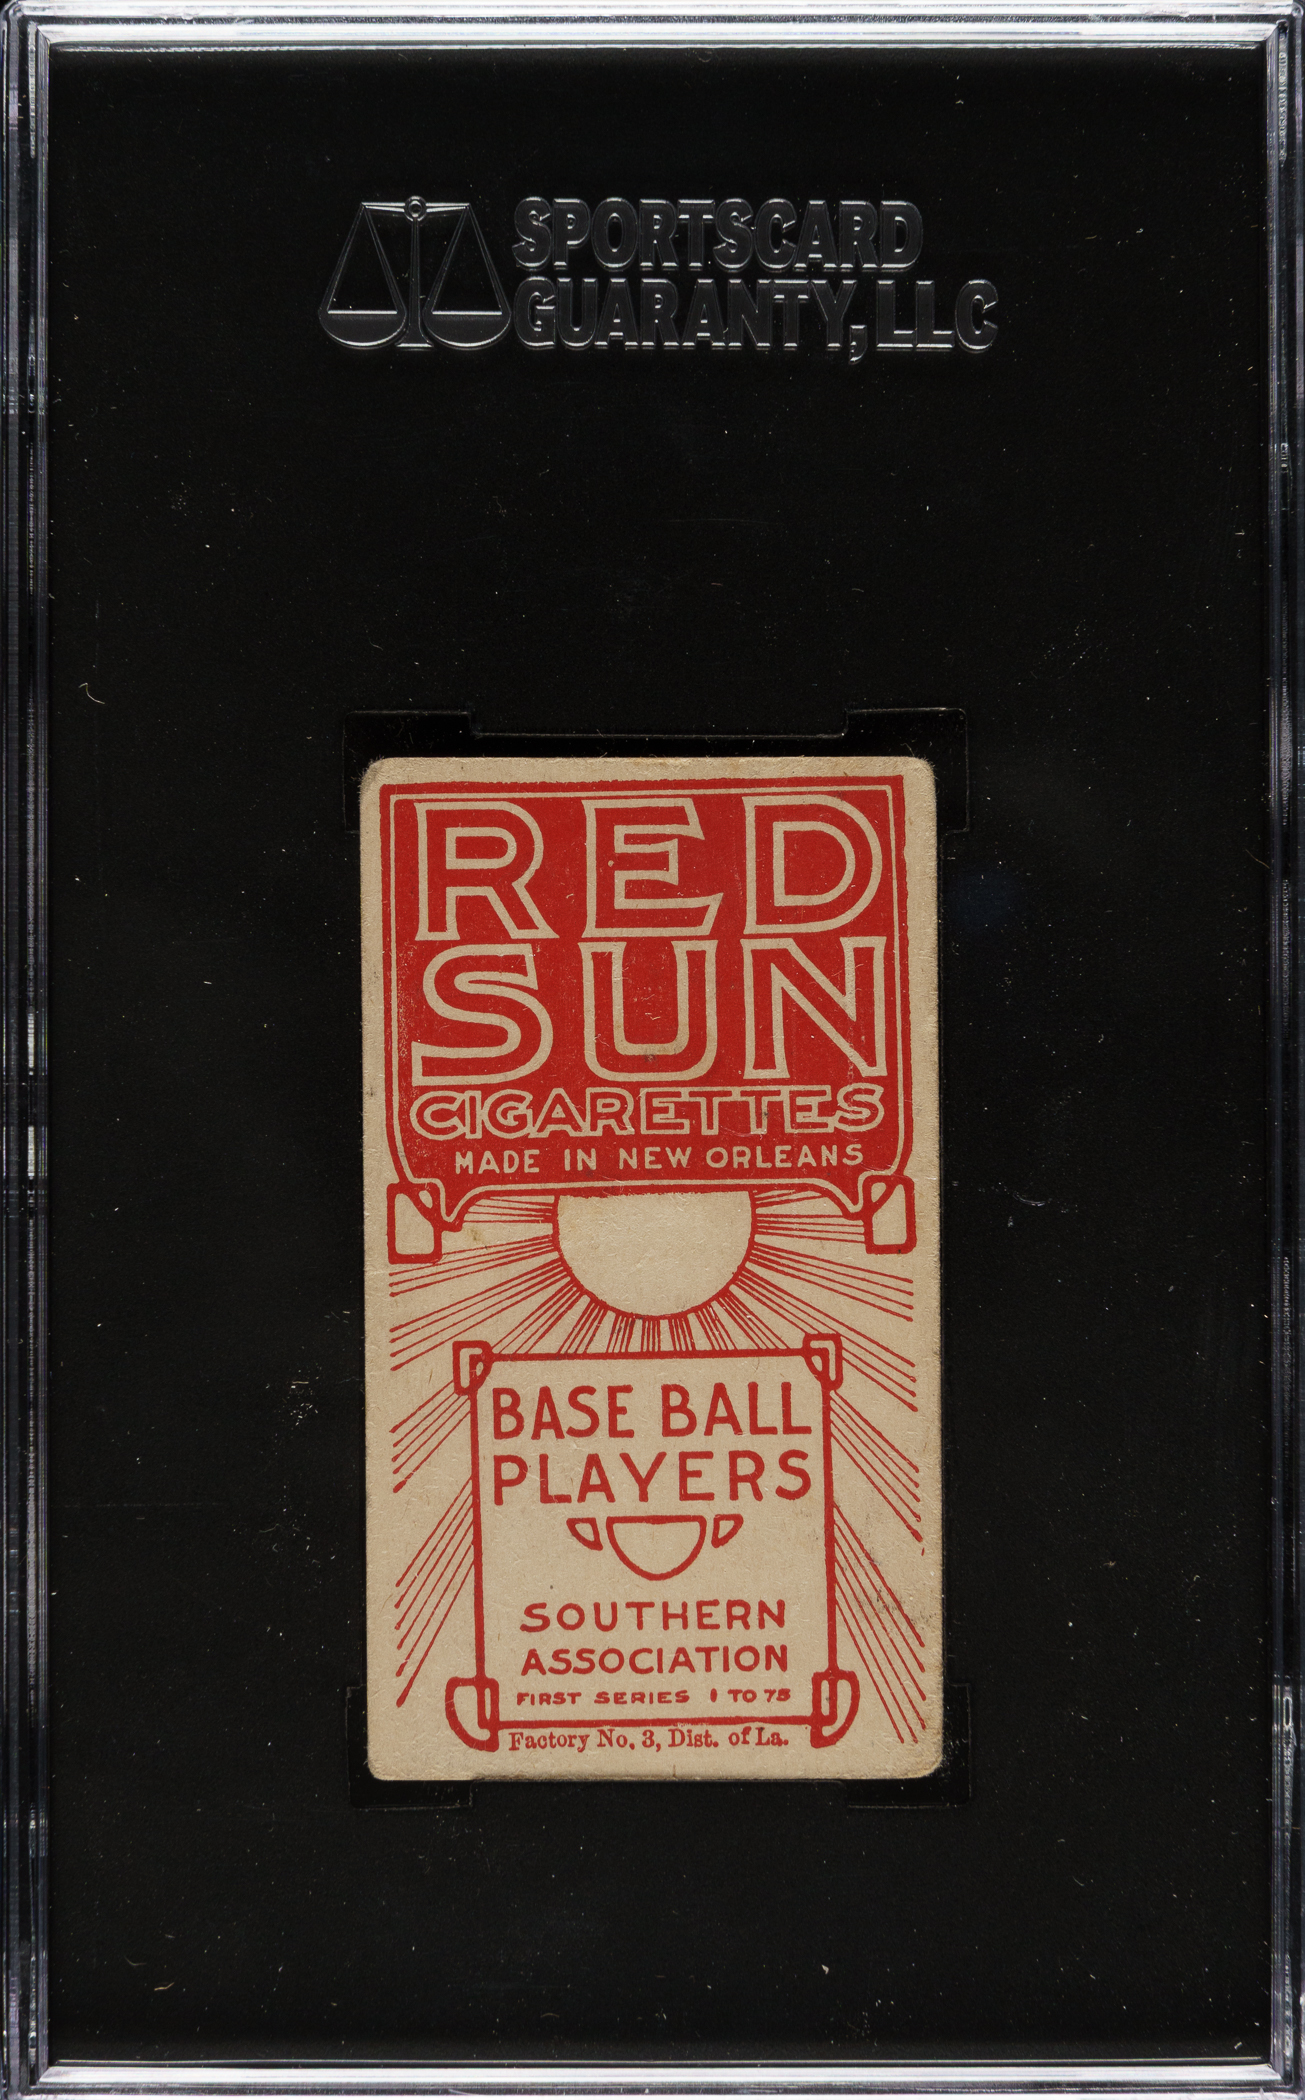 SPORTSCARD
GUARANTY, LLC
RED
SUN
CIGARETTES
MADE IN NEW ORLEANS
BASE BALL
PLAYERS
SOUTHERN
ASSOCIATION
FIRST SERIES 1 TO 75
Factory No. 3, Dist. of La.